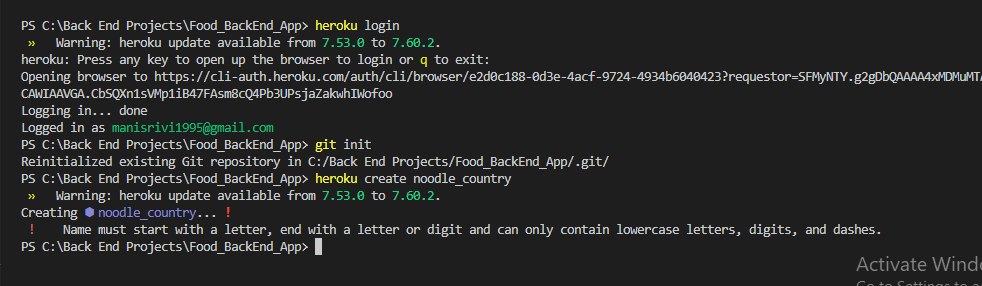 PS C:\Back End Projects\Food_BackEnd_App> heroku login
» Warning: heroku update available from 7.53.0 to 7.60.2.
heroku: Press any key to open up the browser to login or q to exit:
Opening browser to https://cli-auth.heroku.com/auth/cli/browser/e2d0c188-0d3e-4acf-9724-4934b6040423?requestor=SFMyNTY.g2gDbQAAAA4xMDMuMTA
CAWIAAVGA.CbSQXn1sVMp1iB47FAsm8cQ4Pb3UPsjaZakwhIWofoo
Logging in... done
Logged in as manisrivi1995@gmail.com
PS C:\Back End Projects\Food_BackEnd_App> git init
Reinitialized existing Git repository in C:/Back End Projects/Food_BackEnd_App/.git/
PS C:\Back End Projects\Food_BackEnd_App> heroku create noodle_country
» Warning: heroku update available from 7.53.0 to 7.60.2.
Creating ⬢ noodle_country... !
! Name must start with a letter, end with a letter or digit and can only contain lowercase letters, digits, and dashes.
PS C:\Back End Projects\Food_BackEnd_App>
Activate Windo
Go to Settings to a